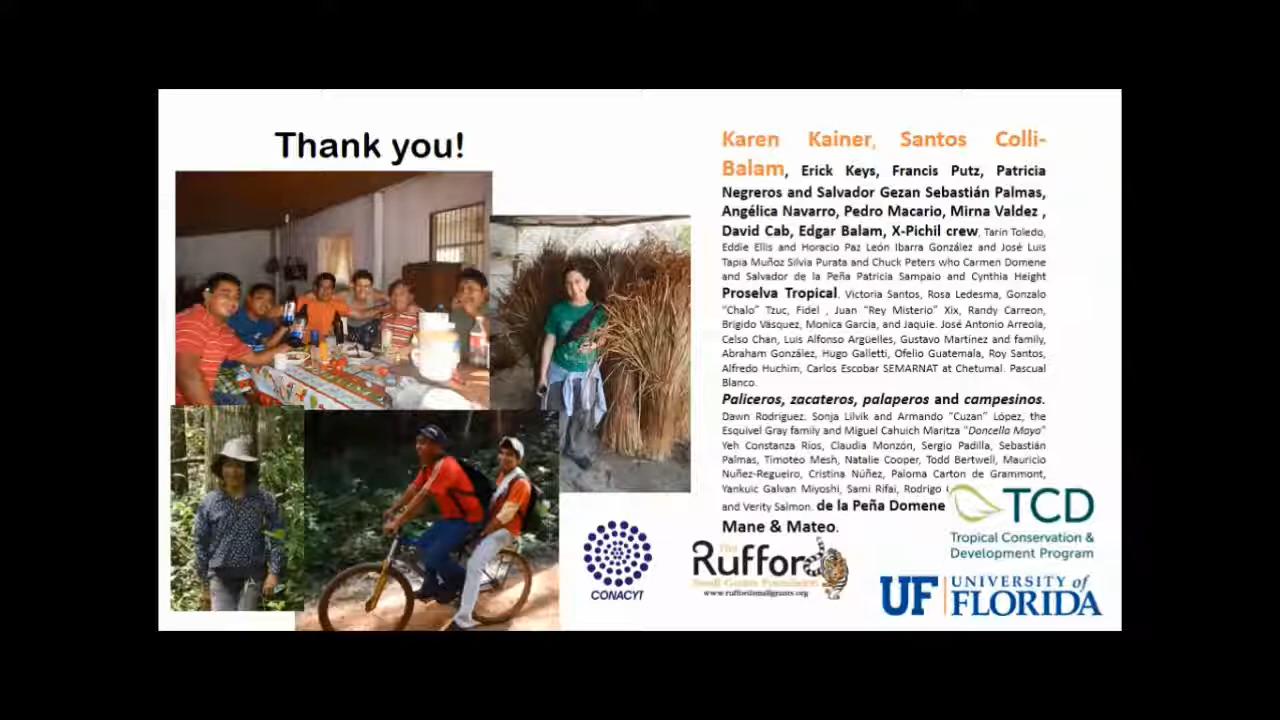 Thank you!
Karen Kainer, Santos Colli-
Balam, Erick Keys, Francis Putz, Patricia
Negreros and Salvador Gezan Sebastián Palmas,
Angélica Navarro, Pedro Macario, Mirna Valdez ,
David Cab, Edgar Balam, X-Pichil crew, Tarin Toledo,
Eddie Ellis and Horacio Paz León Ibarra González and José Luis
Tapia Muñoz Silvia Purata and Chuck Peters who Carmen Domene
and Salvador de la Peña Patricia Sampaio and Cynthia Height
Proselva Tropical. Victoria Santos, Rosa Ledesma, Gonzalo
"Chalo" Tzuc, Fidel , Juan "Rey Misterio" Xix, Randy Carreon,
Brigido Vásquez, Monica Garcia, and Jaquie. José Antonio Arreola,
Celso Chan, Luis Alfonso Argüelles, Gustavo Martínez and family,
Abraham González, Hugo Galletti, Ofelio Guatemala, Roy Santos,
Alfredo Huchim, Carlos Escobar SEMARNAT at Chetumal. Pascual
Blanco.
Paliceros, zacateros, palaperos and campesinos.
Dawn Rodriguez. Sonja Lilvik and Armando "Cuzan" López, the
Esquivel Gray family and Miguel Cahuich Maritza "Doncella Maya"
Yeh Constanza Ríos, Claudia Monzón, Sergio Padilla, Sebastián
Palmas, Timoteo Mesh, Natalie Cooper, Todd Bertwell, Mauricio
Nuñez-Regueiro, Cristina Núñez, Paloma Carton de Grammont,
Yankuic Galvan Miyoshi, Sami Rifai, Rodrigo
and Verity Salmon. de la Peña Domene
Mane & Mateo.
TCD
Tropical Conservation &
Development Program
CONACYT
The
Rufford
Small Grants Foundation
www.ruffordsmallgrants.org
UF UNIVERSITY of
FLORIDA